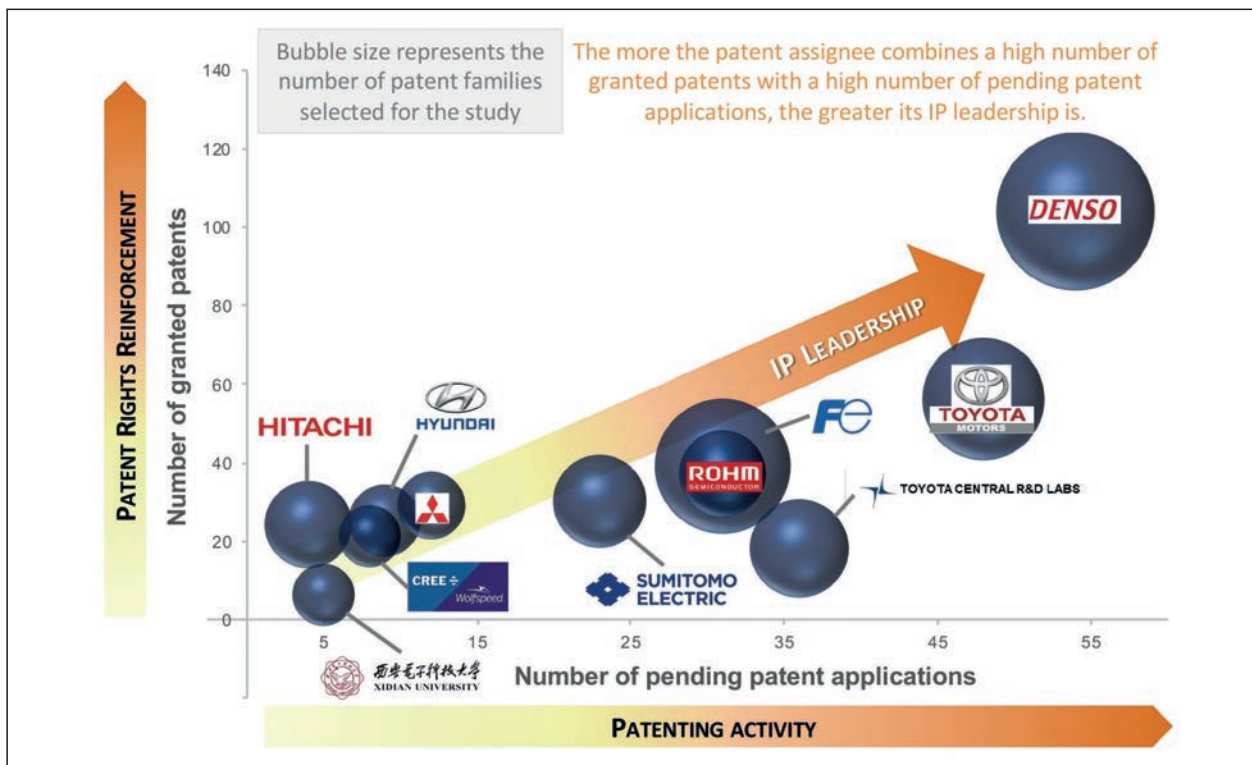 Bubble size represents the
number of patent families
selected for the study
The more the patent assignee combines a high number of
granted patents with a high number of pending patent
applications, the greater its IP leadership is.
PATENT RIGHTS REINFORCEMENT
Number of granted patents
140
120
100
80
60
40
20
0
DENSO
IP LEADERSHIP
HITACHI
HYUNDAI
Fe
TOYOTA
MOTORS
ROHM
SEMICONDUCTOR
TOYOTA CENTRAL R&D LABS
CREE
Wolfspeed
SUMITOMO
ELECTRIC
5
15
25
35
45
55
西安电子科技大学
XIDIAN UNIVERSITY
Number of pending patent applications
PATENTING ACTIVITY